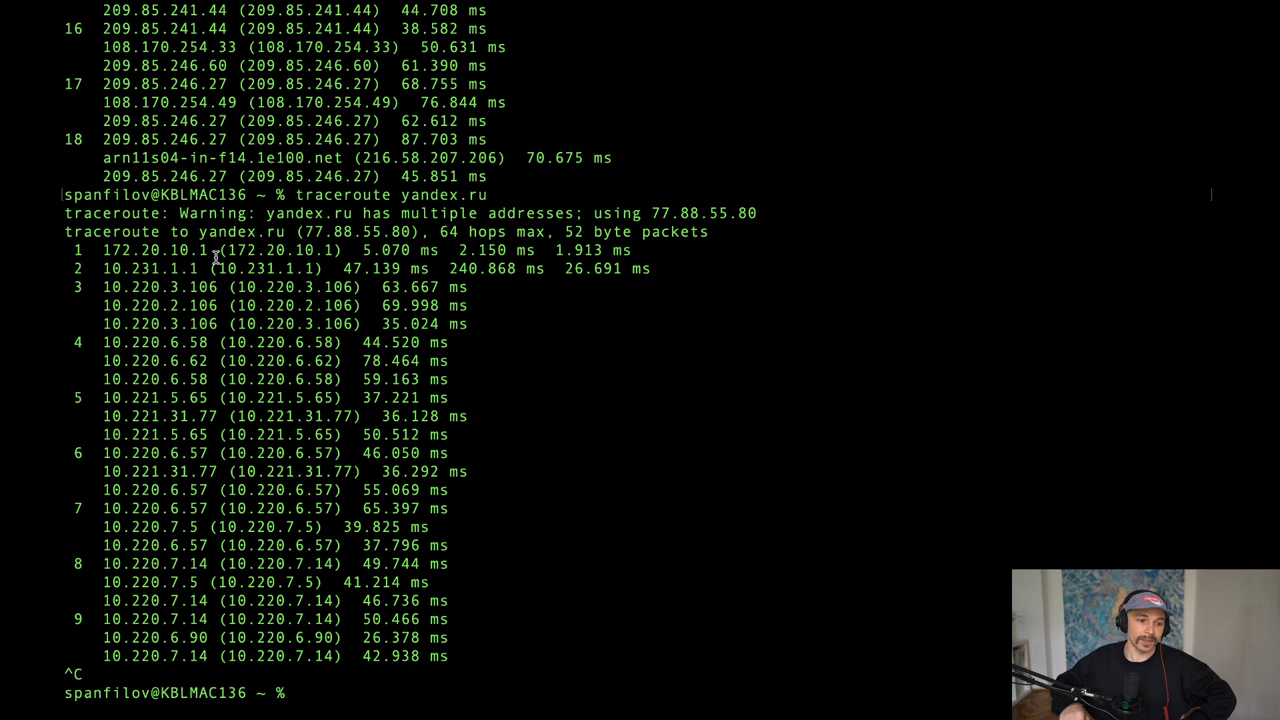 209.85.241.44 (209.85.241.44)  44.708 ms
16  209.85.241.44 (209.85.241.44)  38.582 ms
108.170.254.33 (108.170.254.33)  50.631 ms
209.85.246.60 (209.85.246.60)  61.390 ms
17  209.85.246.27 (209.85.246.27)  68.755 ms
108.170.254.49 (108.170.254.49)  76.844 ms
209.85.246.27 (209.85.246.27)  62.612 ms
18  209.85.246.27 (209.85.246.27)  87.703 ms
arn11s04-in-f14.1e100.net (216.58.207.206)  70.675 ms
209.85.246.27 (209.85.246.27)  45.851 ms
spanfilov@KBLMAC136 ~ % traceroute yandex.ru
traceroute: Warning: yandex.ru has multiple addresses; using 77.88.55.80
traceroute to yandex.ru (77.88.55.80), 64 hops max, 52 byte packets
1  172.20.10.1 (172.20.10.1)  5.070 ms  2.150 ms  1.913 ms
2  10.231.1.1 (10.231.1.1)  47.139 ms  240.868 ms  26.691 ms
3  10.220.3.106 (10.220.3.106)  63.667 ms
10.220.2.106 (10.220.2.106)  69.998 ms
10.220.3.106 (10.220.3.106)  35.024 ms
4  10.220.6.58 (10.220.6.58)  44.520 ms
10.220.6.62 (10.220.6.62)  78.464 ms
10.220.6.58 (10.220.6.58)  59.163 ms
5  10.221.5.65 (10.221.5.65)  37.221 ms
10.221.31.77 (10.221.31.77)  36.128 ms
10.221.5.65 (10.221.5.65)  50.512 ms
6  10.220.6.57 (10.220.6.57)  46.050 ms
10.221.31.77 (10.221.31.77)  36.292 ms
10.220.6.57 (10.220.6.57)  55.069 ms
7  10.220.6.57 (10.220.6.57)  65.397 ms
10.220.7.5 (10.220.7.5)  39.825 ms
10.220.6.57 (10.220.6.57)  37.796 ms
8  10.220.7.14 (10.220.7.14)  49.744 ms
10.220.7.5 (10.220.7.5)  41.214 ms
10.220.7.14 (10.220.7.14)  46.736 ms
9  10.220.7.14 (10.220.7.14)  50.466 ms
10.220.6.90 (10.220.6.90)  26.378 ms
10.220.7.14 (10.220.7.14)  42.938 ms
^C
spanfilov@KBLMAC136 ~ %